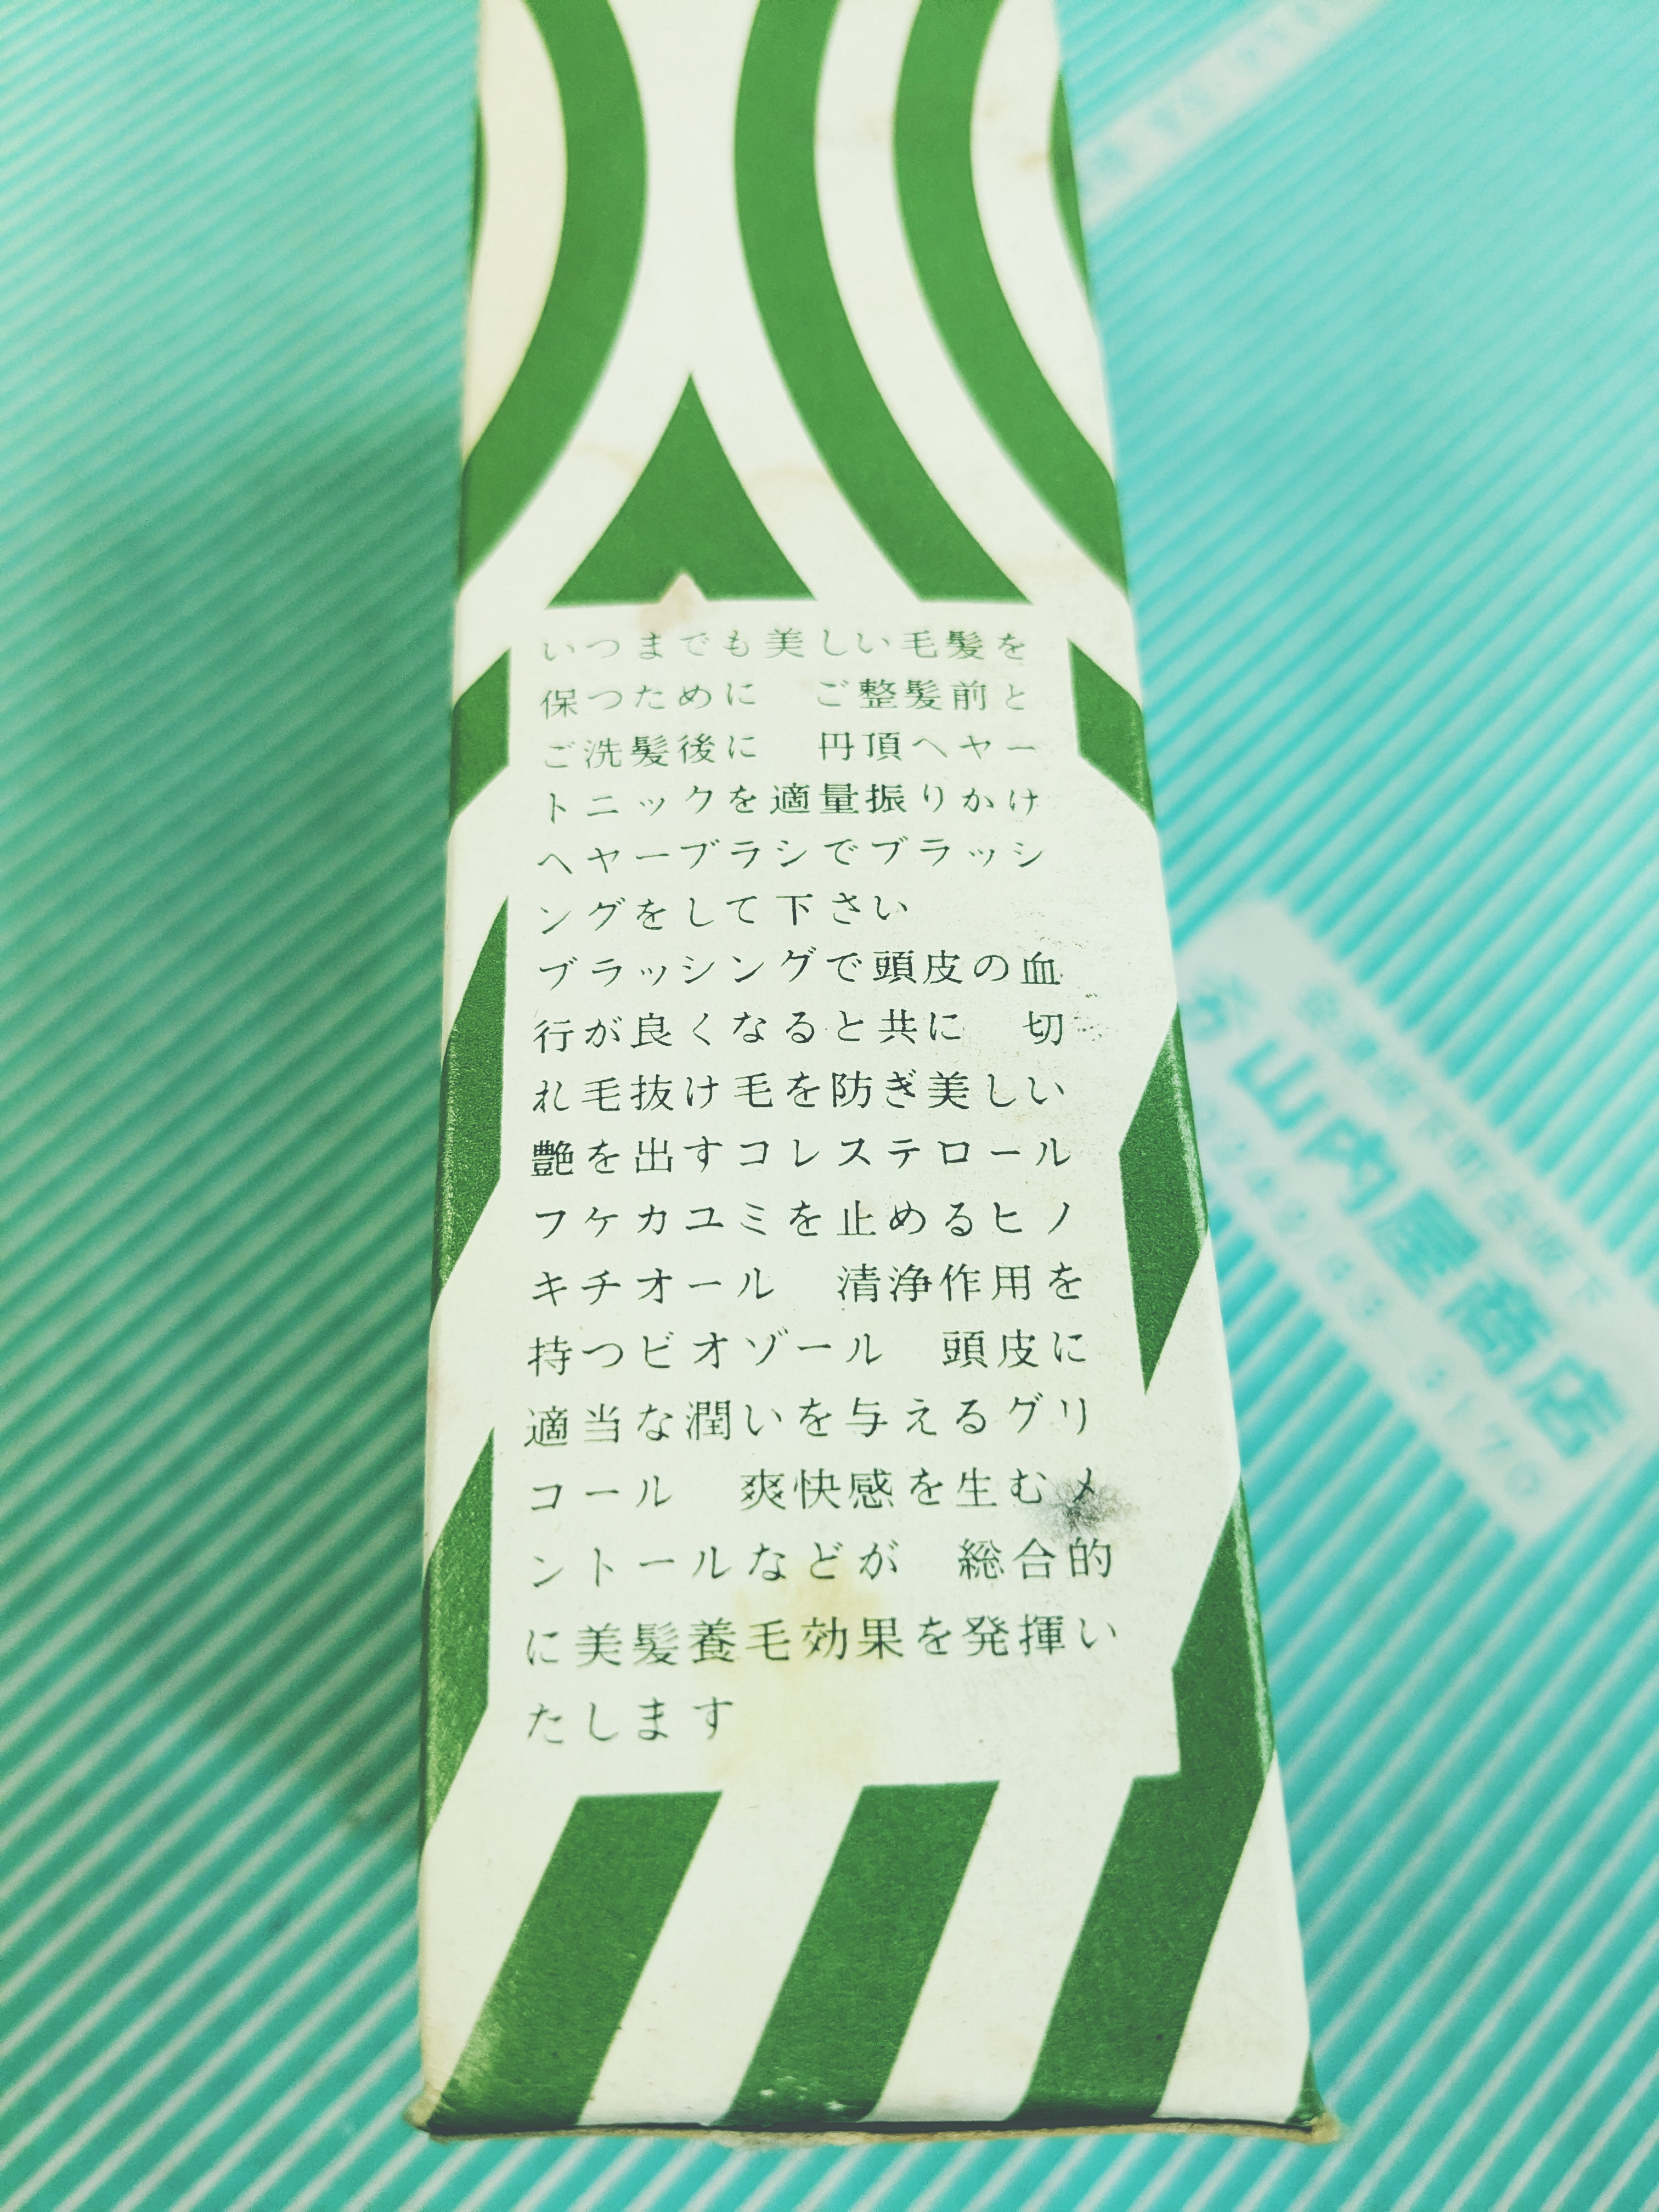 いつまでも美しい毛髪を
保つために　ご整髪前と
ご洗髪後に　丹頂ヘヤー
トニックを適量振りかけ
ヘヤーブラシでブラッシ
ングをして下さい
ブラッシングで頭皮の血
行が良くなると共に　切
れ毛抜け毛を防ぎ美しい
艶を出すコレステロール
フケカユミを止めるヒノ
キチオール　清浄作用を
持つビオゾール　頭皮に
適当な潤いを与えるグリ
コール　爽快感を生むメ
ントールなどが　総合的
に美髪養毛効果を発揮い
たします
山内屋商店